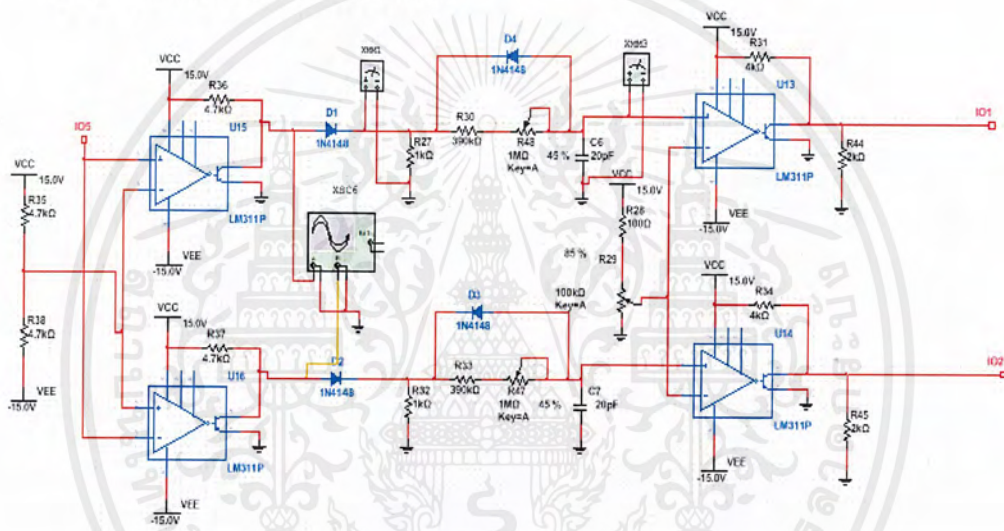 VCC
15.0V
R36
4.7kΩ
U15
LM311P
VEE
-15.0V
IO5
VCC
15.0V
R35
4.7kΩ
R38
4.7kΩ
VEE
-15.0V
VCC
15.0V
R37
4.7kΩ
U16
LM311P
VEE
-15.0V
D1
1N4148
XMM1
R27
1kΩ
D4
1N4148
R30
390kΩ
R48
1MΩ
Key=A
45 %
C6
20pF
XMM3
XSC6
D2
1N4148
R32
1kΩ
D3
1N4148
R33
390kΩ
R47
1MΩ
Key=A
45 %
C7
20pF
VCC
15.0V
R28
100Ω
85 %
R29
100kΩ
Key=A
VCC
15.0V
R31
4kΩ
U13
LM311P
VEE
-15.0V
IO1
R44
2kΩ
VCC
15.0V
R34
4kΩ
U14
LM311P
VEE
-15.0V
IO2
R45
2kΩ